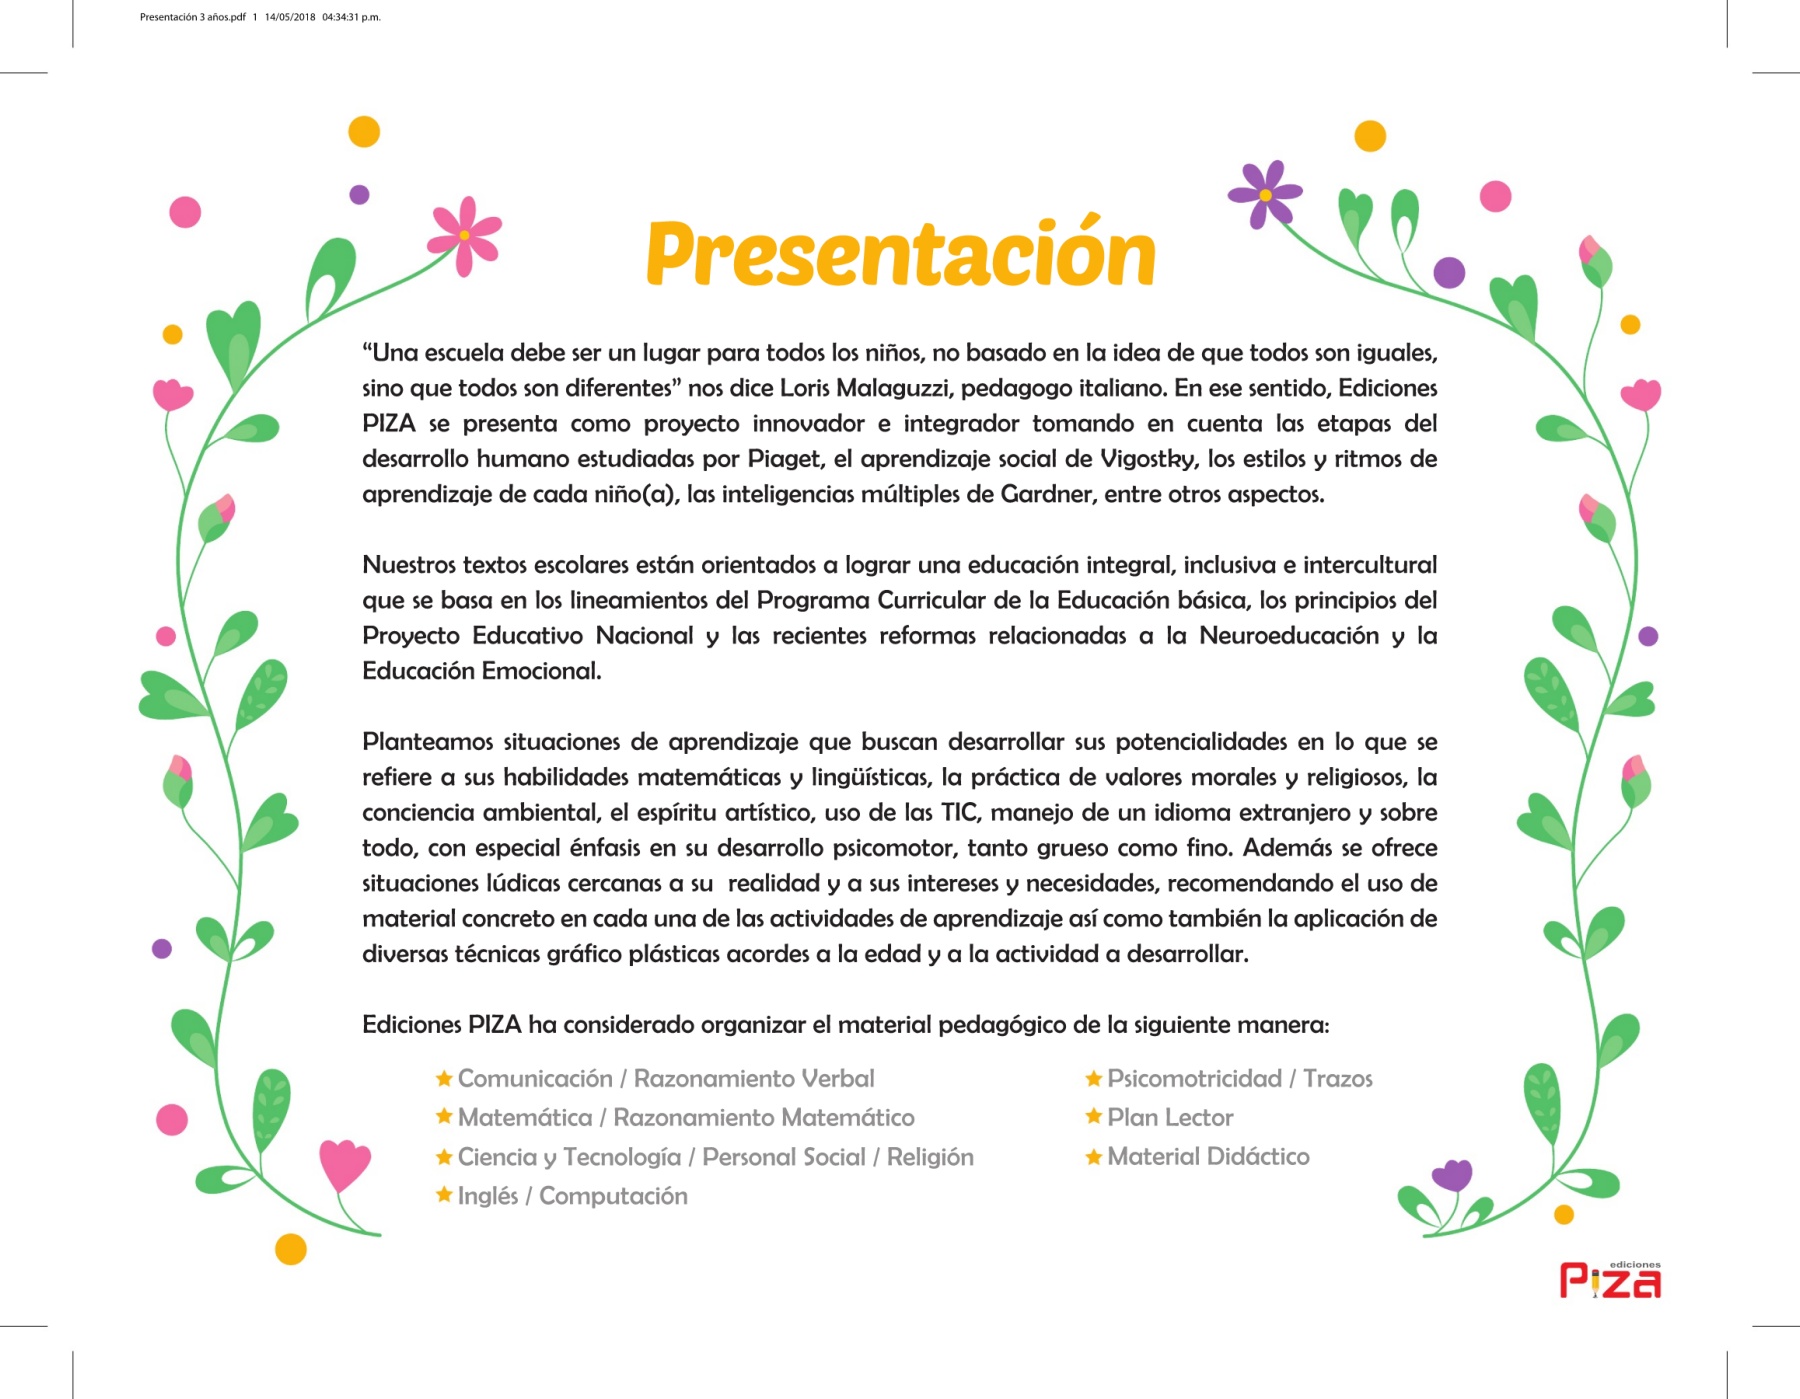 Presentación 3 años.pdf 1 14/05/2018 04:34:31 p.m.
Presentación
“Una escuela debe ser un lugar para todos los niños, no basado en la idea de que todos son iguales,
sino que todos son diferentes” nos dice Loris Malaguzzi, pedagogo italiano. En ese sentido, Ediciones
PIZA se presenta como proyecto innovador e integrador tomando en cuenta las etapas del
desarrollo humano estudiadas por Piaget, el aprendizaje social de Vigostky, los estilos y ritmos de
aprendizaje de cada niño(a), las inteligencias múltiples de Gardner, entre otros aspectos.
Nuestros textos escolares están orientados a lograr una educación integral, inclusiva e intercultural
que se basa en los lineamientos del Programa Curricular de la Educación básica, los principios del
Proyecto Educativo Nacional y las recientes reformas relacionadas a la Neuroeducación y la
Educación Emocional.
Planteamos situaciones de aprendizaje que buscan desarrollar sus potencialidades en lo que se
refiere a sus habilidades matemáticas y lingüísticas, la práctica de valores morales y religiosos, la
conciencia ambiental, el espíritu artístico, uso de las TIC, manejo de un idioma extranjero y sobre
todo, con especial énfasis en su desarrollo psicomotor, tanto grueso como fino. Además se ofrece
situaciones lúdicas cercanas a su realidad y a sus intereses y necesidades, recomendando el uso de
material concreto en cada una de las actividades de aprendizaje así como también la aplicación de
diversas técnicas gráfico plásticas acordes a la edad y a la actividad a desarrollar.
Ediciones PIZA ha considerado organizar el material pedagógico de la siguiente manera:
Comunicación / Razonamiento Verbal
Matemática / Razonamiento Matemático
Ciencia y Tecnología / Personal Social / Religión
Inglés / Computación
Psicomotricidad / Trazos
Plan Lector
Material Didáctico
ediciones
Piza